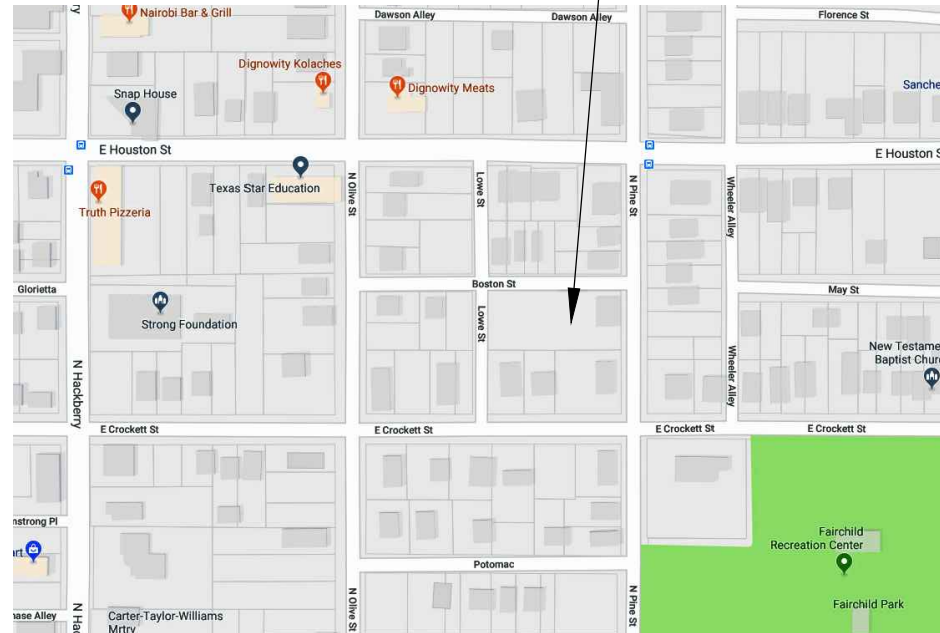 ry
Nairobi Bar & Grill
Dawson Alley
Dawson Alley
Florence St
Dignowity Kolaches
Snap House
Dignowity Meats
Sanche
E Houston St
E Houston S
Texas Star Education
Truth Pizzeria
N Olive St
Lowe St
N Pine St
Wheeler Alley
Glorietta
Boston St
May St
Strong Foundation
Lowe St
New Testame
Baptist Churc
N Hackberry
Wheeler Alley
E Crockett St
E Crockett St
E Crockett St
E Crockett St
nstrong Pl
art
Fairchild
Recreation Center
Potomac
Fairchild Park
hase Alley
N Hac
Carter-Taylor-Williams
Mrtry
N Olive St
N Pine St